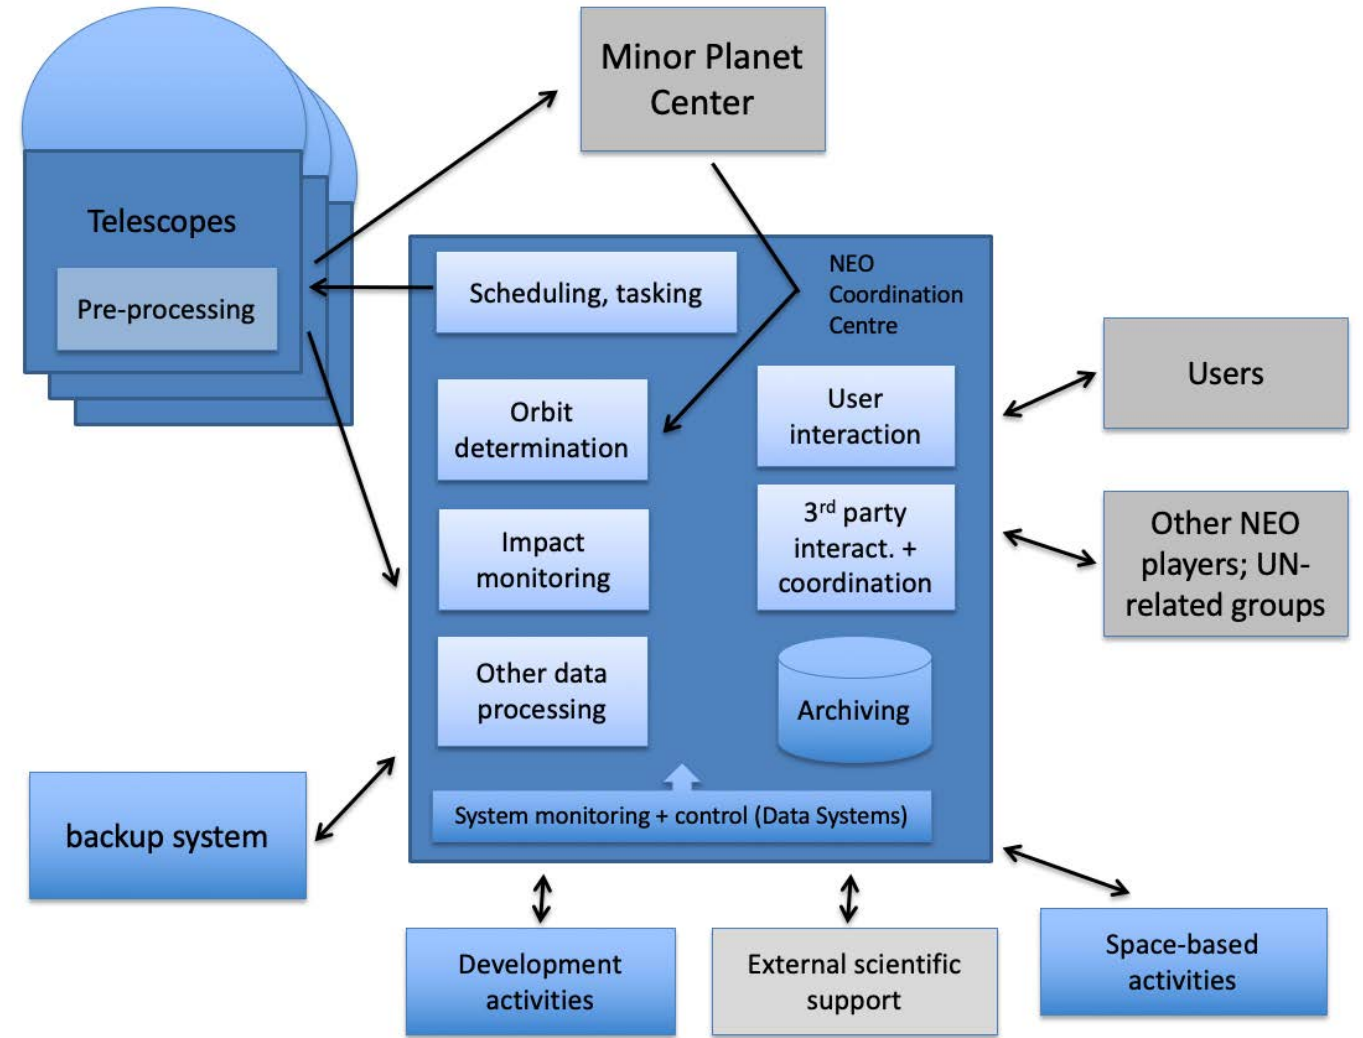 Minor Planet
Center
Telescopes
Pre-processing
Scheduling, tasking
NEO
Coordination
Centre
Orbit
determination
User
interaction
Users
Impact
monitoring
3rd party
interact. +
coordination
Other NEO
players; UN-
related groups
Other data
processing
Archiving
System monitoring + control (Data Systems)
backup system
Development
activities
External scientific
support
Space-based
activities